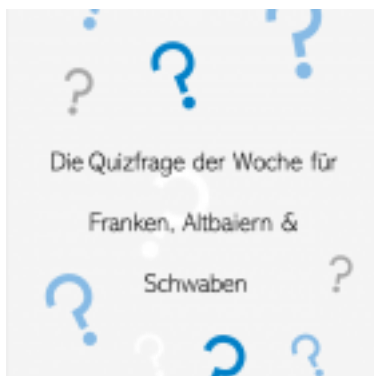 Die Quizfrage der Woche für
Franken, Altbaiern &
Schwaben